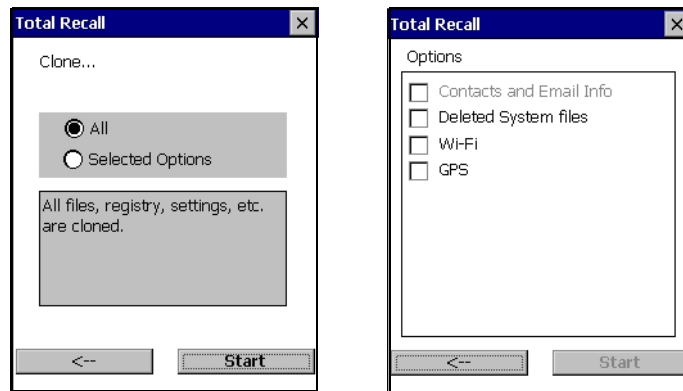 Total Recall
Clone...
All
Selected Options
All files, registry, settings, etc.
are cloned.
<--
Start
Total Recall
Options
Contacts and Email Info
Deleted System files
Wi-Fi
GPS
<--
Start